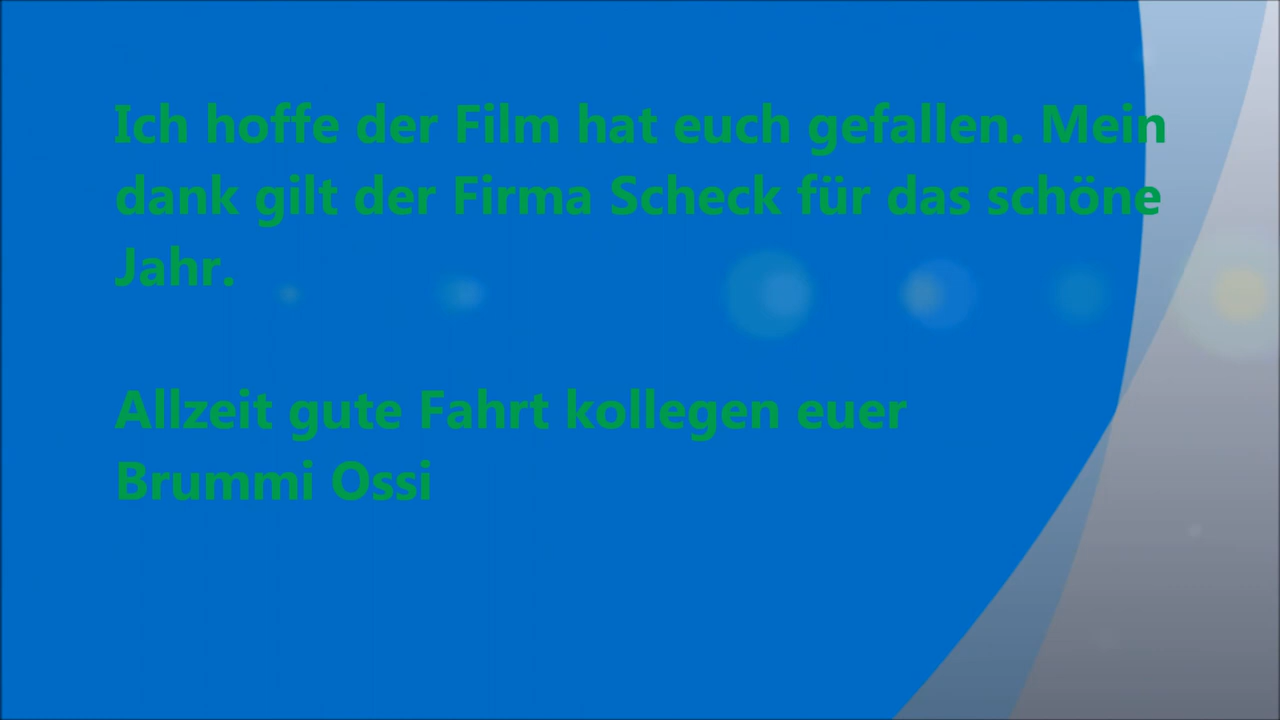 Ich hoffe der Film hat euch gefallen. Mein
dank gilt der Firma Scheck für das schöne
Jahr.
Allzeit gute Fahrt kollegen euer
Brummi Ossi